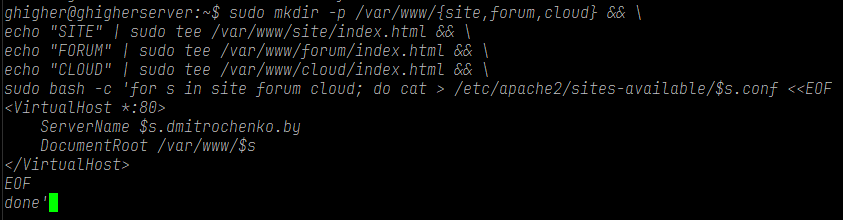 ghigher@ghigherserver:~$ sudo mkdir -p /var/www/{site,forum,cloud} && \
echo "SITE" | sudo tee /var/www/site/index.html && \
echo "FORUM" | sudo tee /var/www/forum/index.html && \
echo "CLOUD" | sudo tee /var/www/cloud/index.html && \
sudo bash -c 'for s in site forum cloud; do cat > /etc/apache2/sites-available/$s.conf <<EOF
<VirtualHost *:80>
    ServerName $s.dmitrochenko.by
    DocumentRoot /var/www/$s
</VirtualHost>
EOF
done'